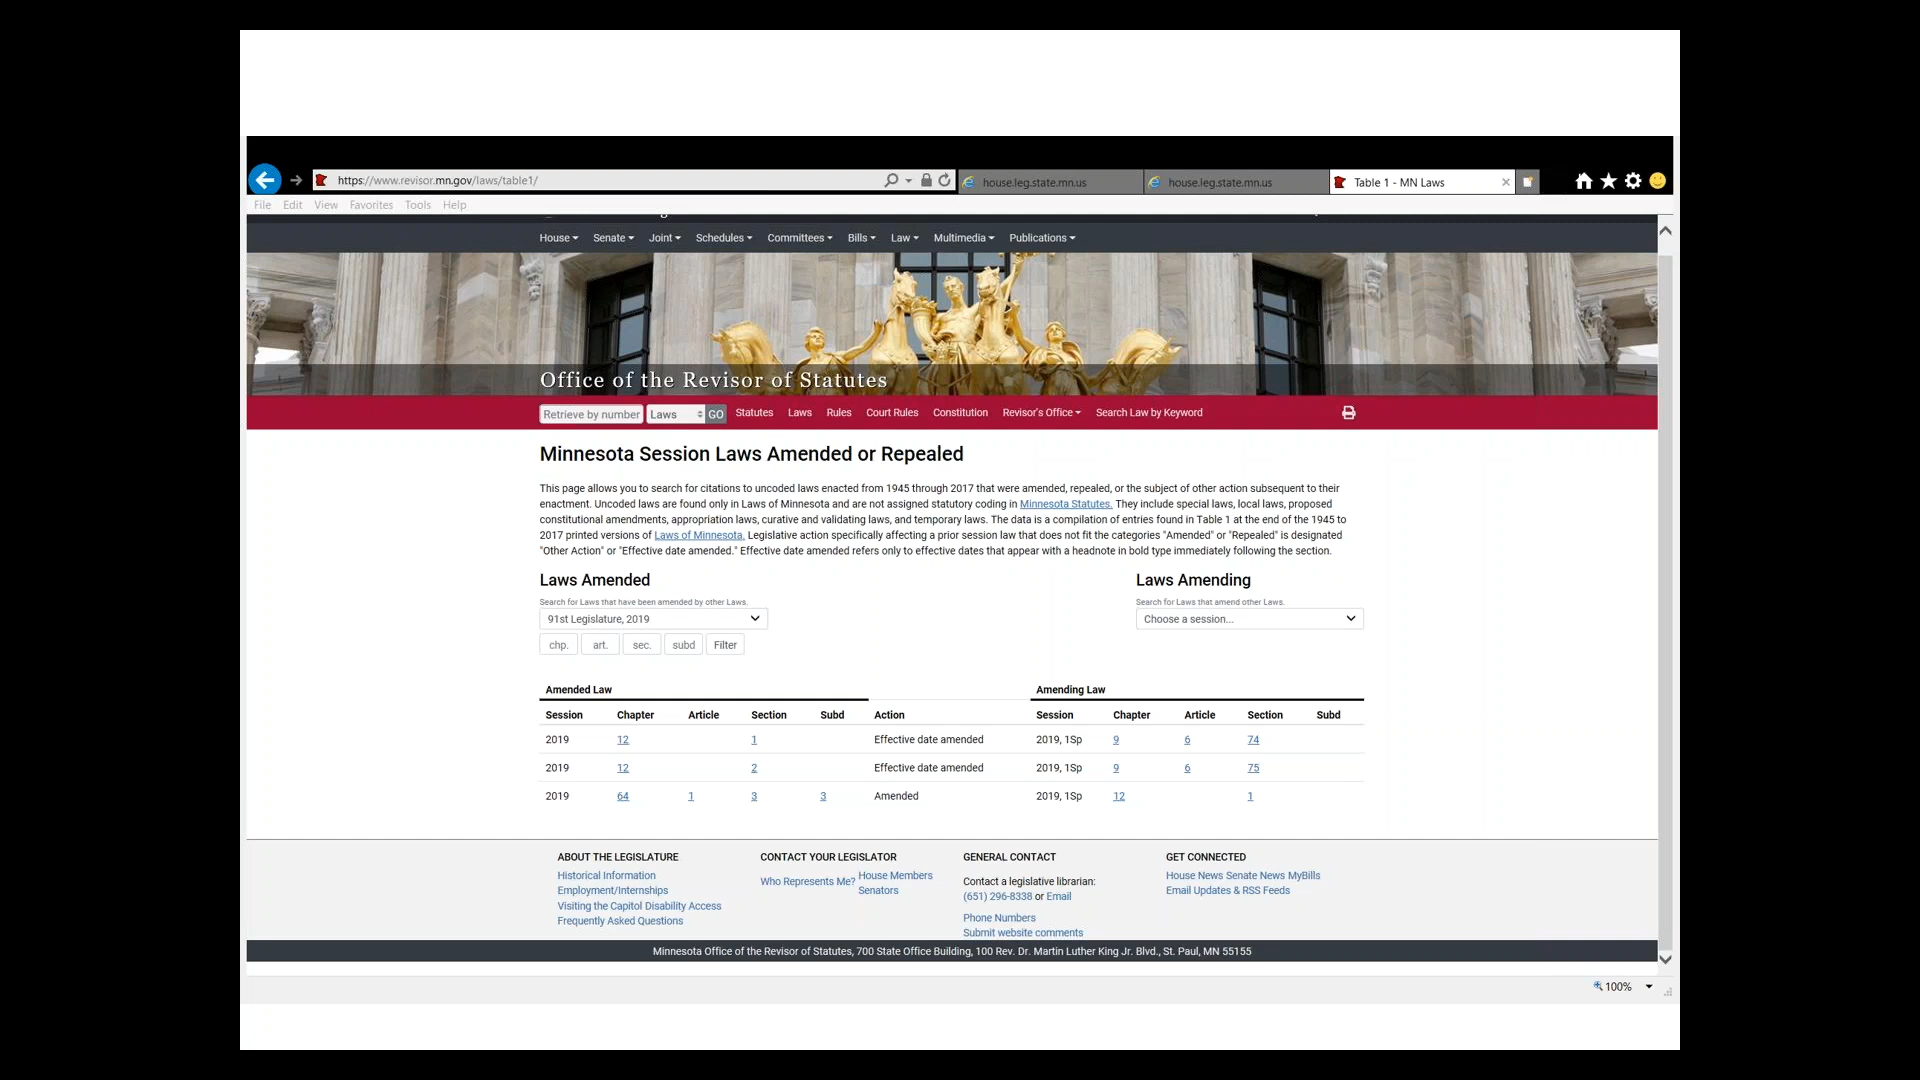 https://www.revisor.mn.gov/laws/table1/
house.leg.state.mn.us
house.leg.state.mn.us
Table 1 - MN Laws
File Edit View Favorites Tools Help
House Senate Joint Schedules Committees Bills Law Multimedia Publications
Office of the Revisor of Statutes
Retrieve by number Laws GO Statutes Laws Rules Court Rules Constitution Revisor's Office Search Law by Keyword
Minnesota Session Laws Amended or Repealed
This page allows you to search for citations to uncoded laws enacted from 1945 through 2017 that were amended, repealed, or the subject of other action subsequent to their
enactment. Uncoded laws are found only in Laws of Minnesota and are not assigned statutory coding in Minnesota Statutes. They include special laws, local laws, proposed
constitutional amendments, appropriation laws, curative and validating laws, and temporary laws. The data is a compilation of entries found in Table 1 at the end of the 1945 to
2017 printed versions of Laws of Minnesota. Legislative action specifically affecting a prior session law that does not fit the categories "Amended" or "Repealed" is designated
"Other Action" or "Effective date amended." Effective date amended refers only to effective dates that appear with a headnote in bold type immediately following the section.
Laws Amended
Search for Laws that have been amended by other Laws.
91st Legislature, 2019
chp. art. sec. subd Filter
Laws Amending
Search for Laws that amend other Laws.
Choose a session...
Amended Law Amending Law
Session Chapter Article Section Subd Action Session Chapter Article Section Subd
2019 12 1 Effective date amended 2019, 1Sp 9 6 74
2019 12 2 Effective date amended 2019, 1Sp 9 6 75
2019 64 1 3 3 Amended 2019, 1Sp 12 1
ABOUT THE LEGISLATURE
Historical Information
Employment/Internships
Visiting the Capitol Disability Access
Frequently Asked Questions
CONTACT YOUR LEGISLATOR
Who Represents Me? House Members
Senators
GENERAL CONTACT
Contact a legislative librarian:
(651) 296-8338 or Email
Phone Numbers
Submit website comments
GET CONNECTED
House News Senate News MyBills
Email Updates & RSS Feeds
Minnesota Office of the Revisor of Statutes, 700 State Office Building, 100 Rev. Dr. Martin Luther King Jr. Blvd., St. Paul, MN 55155
100%